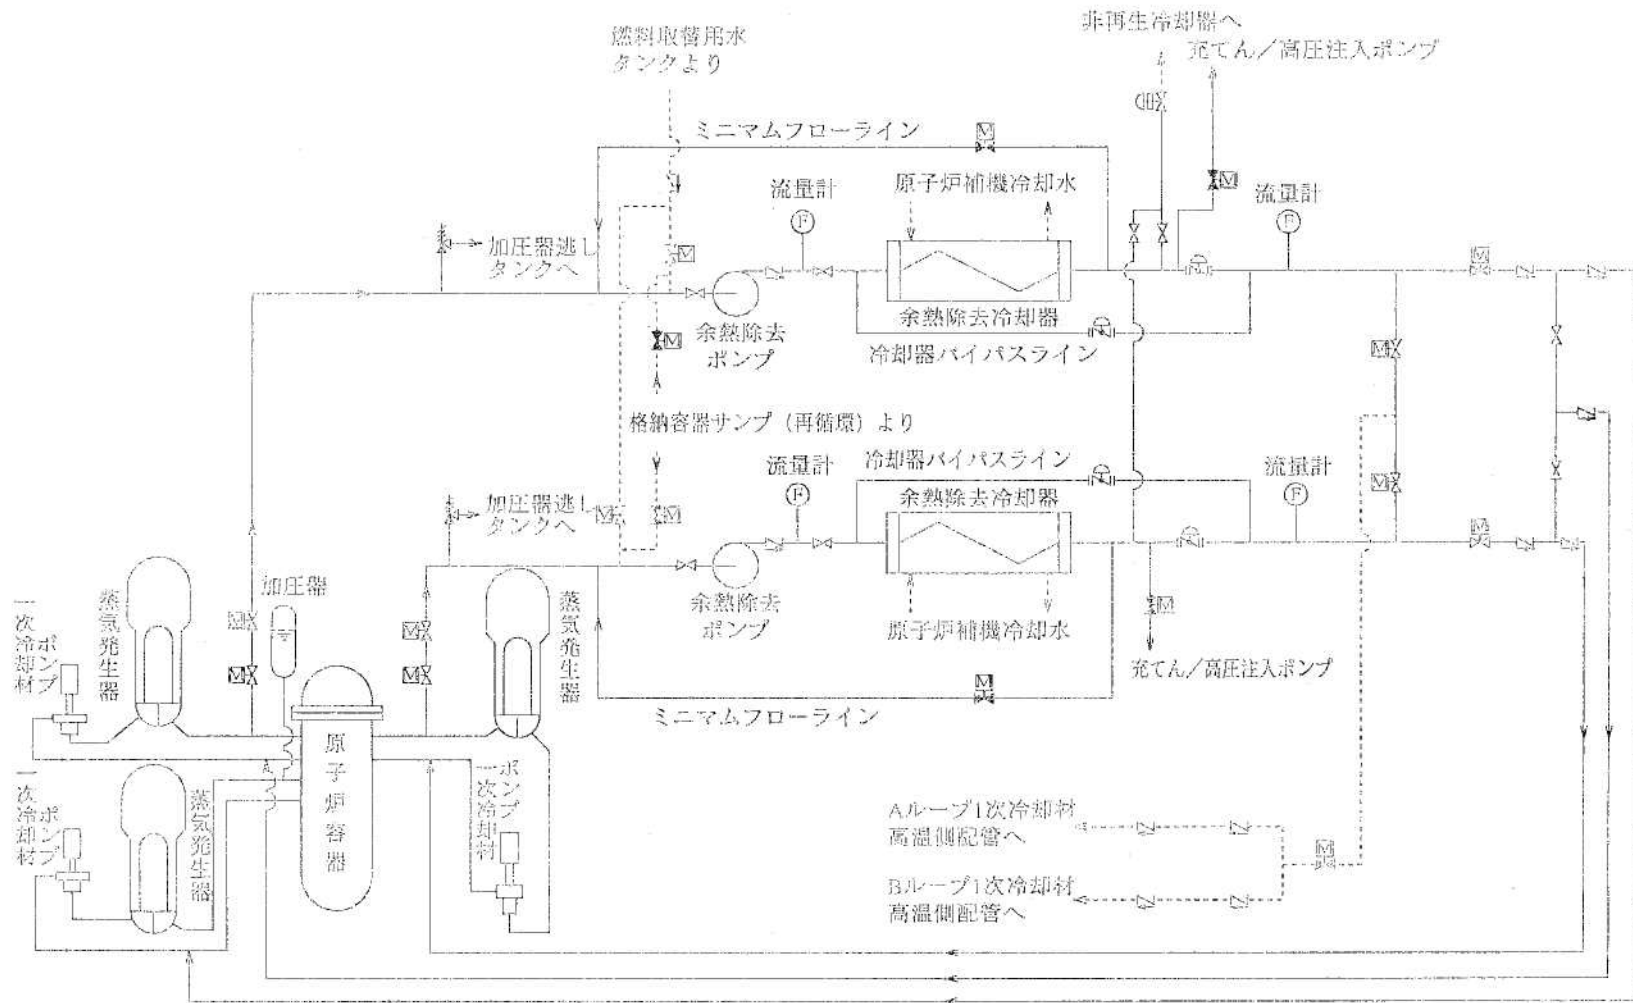 燃料取替用水
タンクより
非再生冷却器へ
充てん／高圧注入ポンプ
ミニマムフローライン
M
流量計
F
原子炉補機冷却水
M
流量計
F
加圧器逃し
タンクへ
M
M
余熱除去
ポンプ
余熱除去冷却器
冷却器バイパスライン
M
M
格納容器サンプ（再循環）より
流量計
F
冷却器バイパスライン
余熱除去冷却器
流量計
F
M
加圧器逃し
タンクへ
M
M
M
余熱除去
ポンプ
原子炉補機冷却水
M
充てん／高圧注入ポンプ
M
ミニマムフローライン
加圧器
M
M
M
M
蒸気発生器
一次冷却材
ポンプ
蒸気発生器
原子炉容器
一次冷却材
ポンプ
蒸気発生器
一次冷却材
ポンプ
Aループ1次冷却材
高温側配管へ
M
Bループ1次冷却材
高温側配管へ